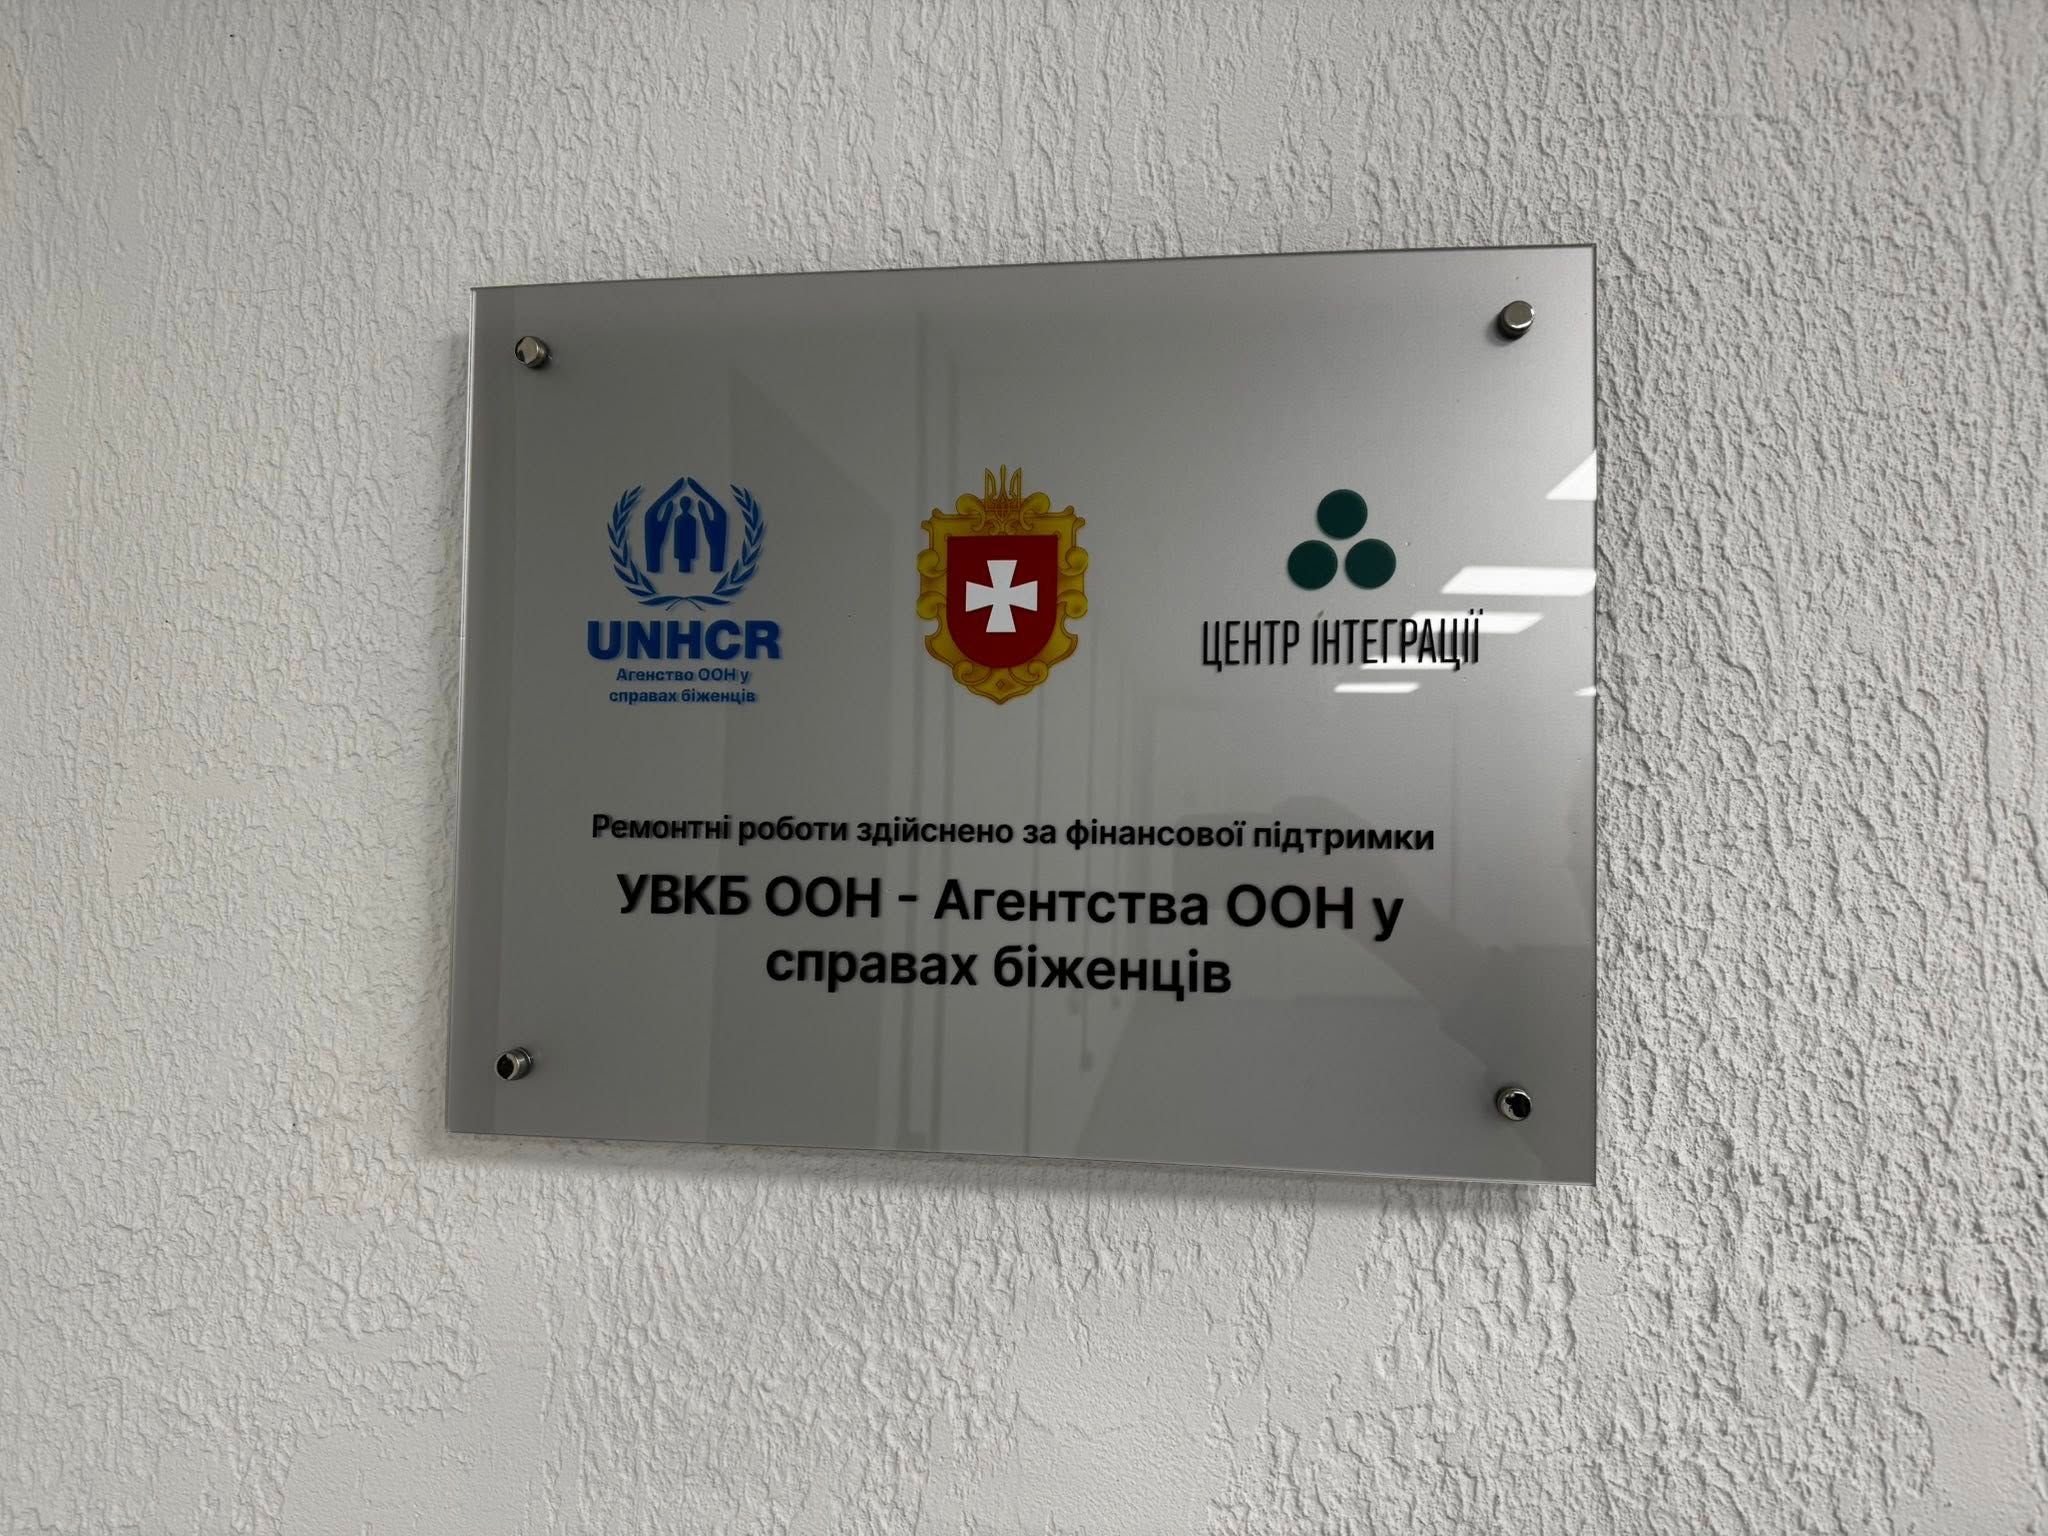 UNHCR
Агенство ООН у
справах біженців
ЦЕНТР ІНТЕГРАЦІЇ
Ремонтні роботи здійснено за фінансової підтримки
УВКБ ООН - Агентства ООН у
справах біженців